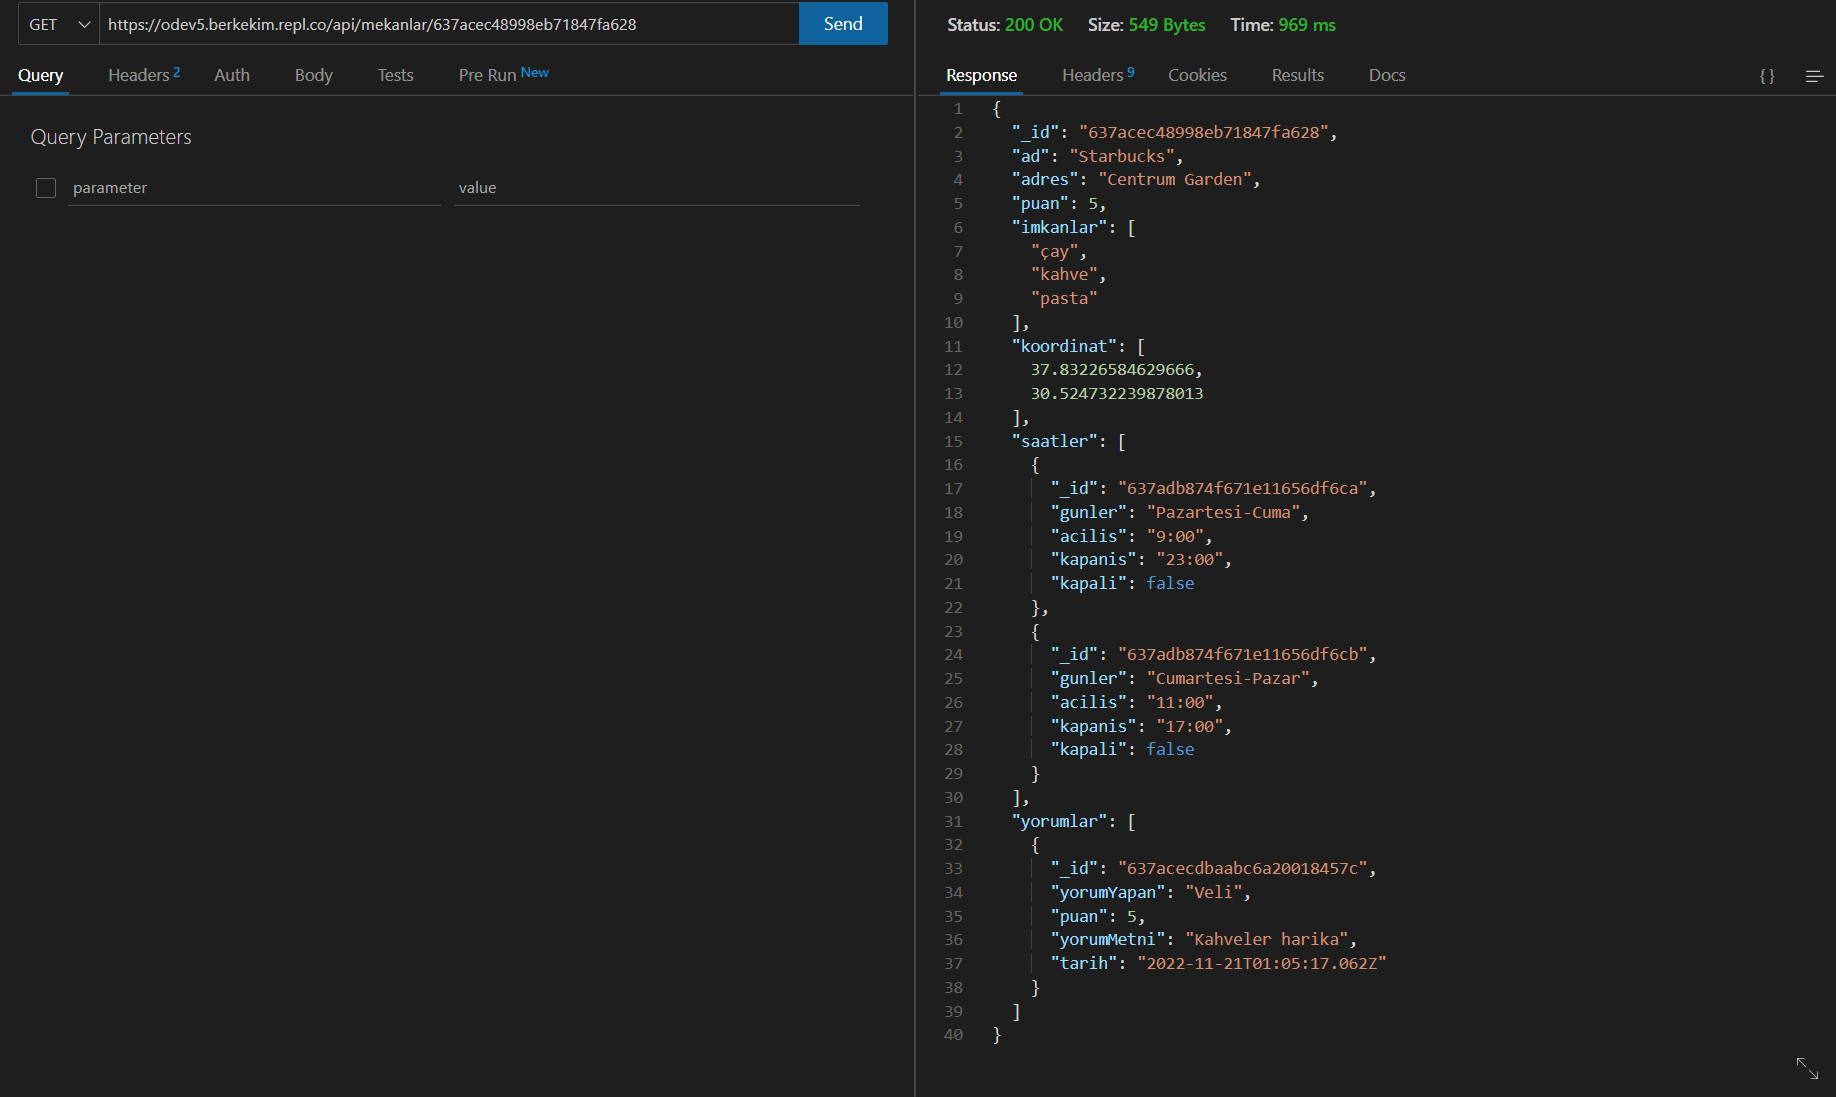 GET https://odev5.berkekim.repl.co/api/mekanlar/637acec48998eb71847fa628 Send
Query Headers 2 Auth Body Tests Pre Run New
Query Parameters
parameter value
Status: 200 OK Size: 549 Bytes Time: 969 ms
Response Headers 9 Cookies Results Docs {}
1 {
2 "_id": "637acec48998eb71847fa628",
3 "ad": "Starbucks",
4 "adres": "Centrum Garden",
5 "puan": 5,
6 "imkanlar": [
7 "çay",
8 "kahve",
9 "pasta"
10 ],
11 "koordinat": [
12 37.83226584629666,
13 30.524732239878013
14 ],
15 "saatler": [
16 {
17 "_id": "637adb874f671e11656df6ca",
18 "gunler": "Pazartesi-Cuma",
19 "acilis": "9:00",
20 "kapanis": "23:00",
21 "kapali": false
22 },
23 {
24 "_id": "637adb874f671e11656df6cb",
25 "gunler": "Cumartesi-Pazar",
26 "acilis": "11:00",
27 "kapanis": "17:00",
28 "kapali": false
29 }
30 ],
31 "yorumlar": [
32 {
33 "_id": "637acecdbaabc6a20018457c",
34 "yorumYapan": "Veli",
35 "puan": 5,
36 "yorumMetni": "Kahveler harika",
37 "tarih": "2022-11-21T01:05:17.062Z"
38 }
39 ]
40 }